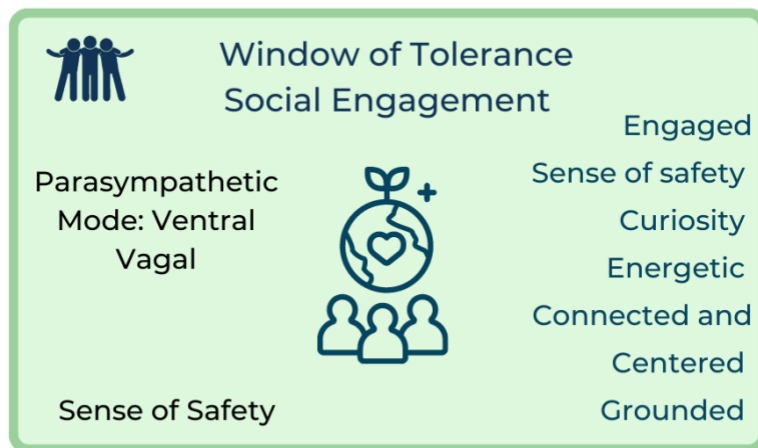 Window of Tolerance
Social Engagement
Parasympathetic
Mode: Ventral
Vagal
Sense of Safety
Engaged
Sense of safety
Curiosity
Energetic
Connected and
Centered
Grounded